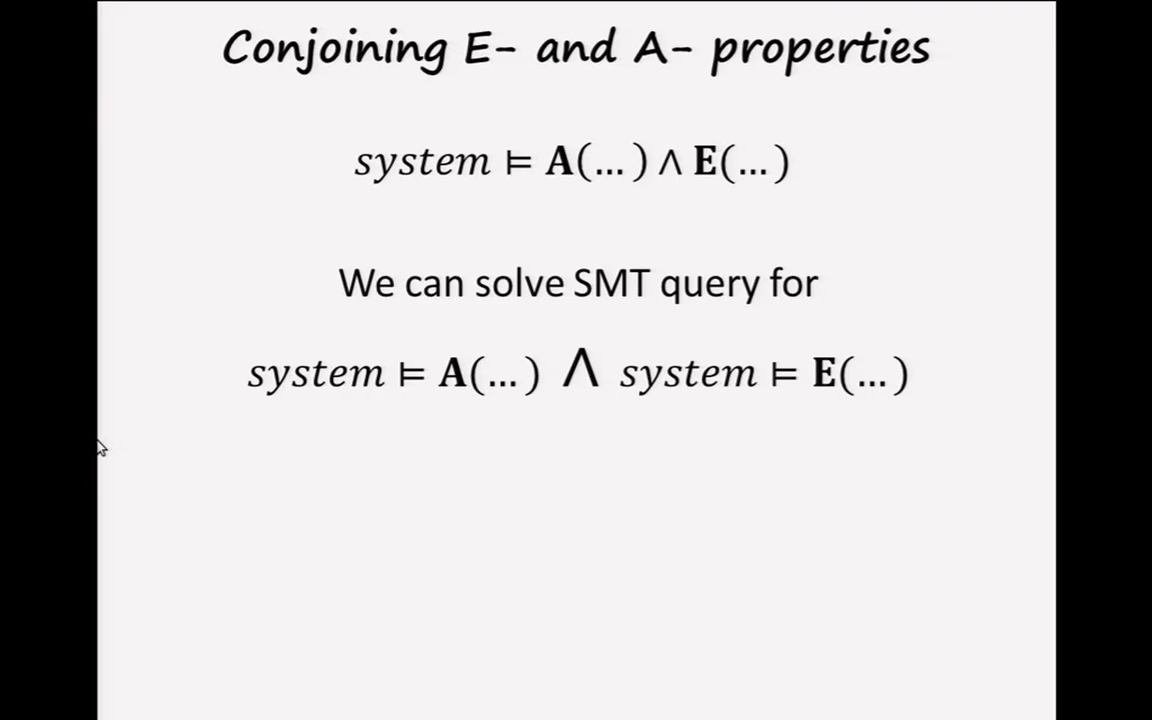 Conjoining E- and A- properties
system ⊨ A(…) ∧ E(…)
We can solve SMT query for
system ⊨ A(…) ∧ system ⊨ E(…)